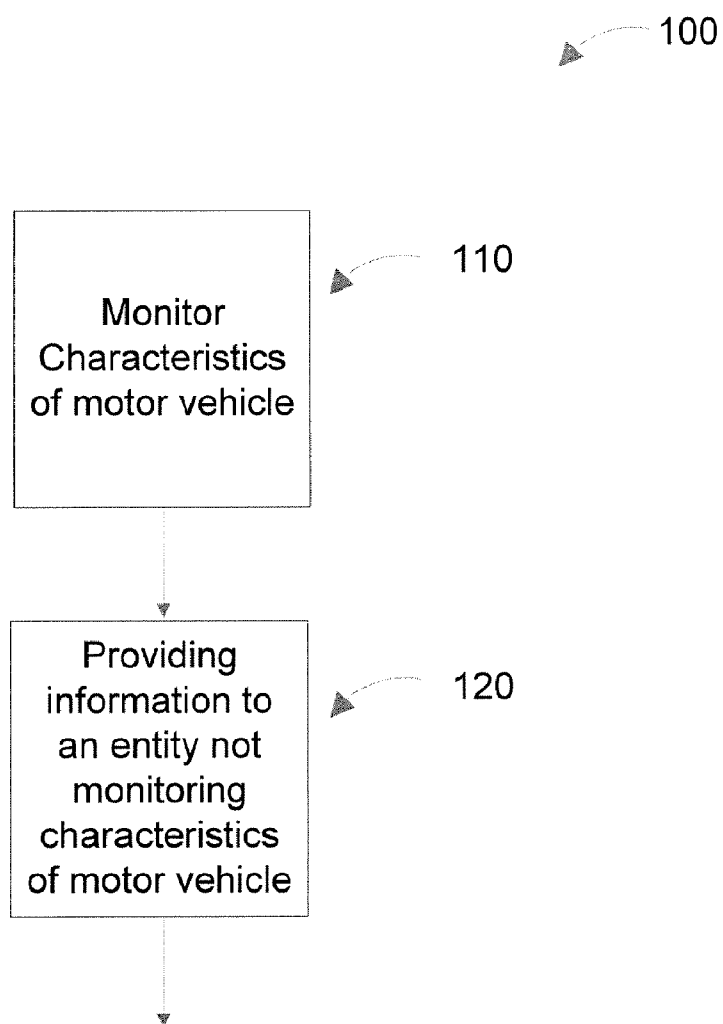 100
110
Monitor
Characteristics
of motor vehicle
120
Providing
information to
an entity not
monitoring
characteristics
of motor vehicle